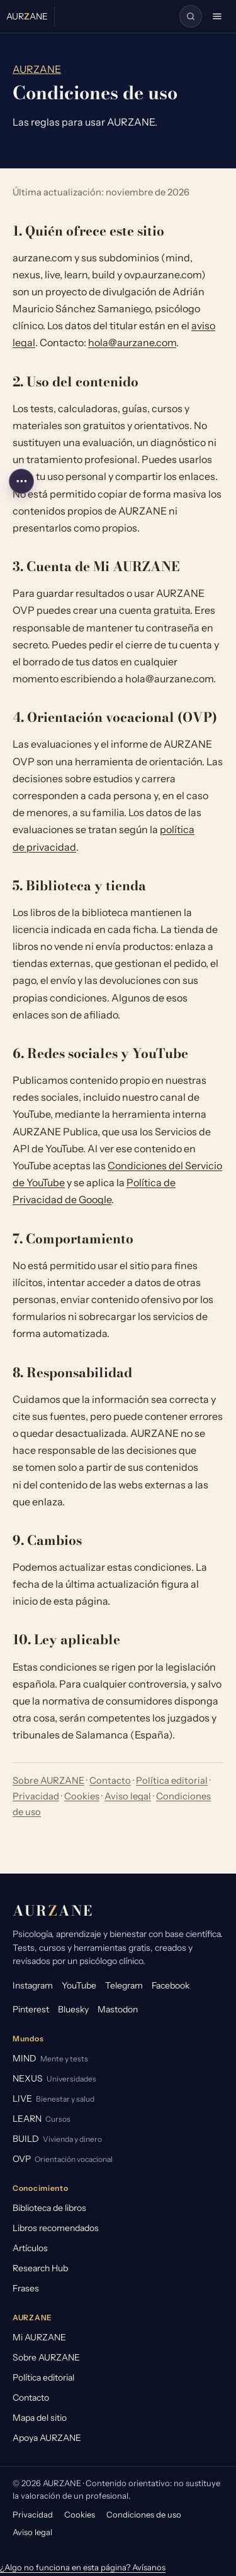 AURZANE
AURZANE
Condiciones de uso
Las reglas para usar AURZANE.
Última actualización: noviembre de 2026
1. Quién ofrece este sitio
aurzane.com y sus subdominios (mind,
nexus, live, learn, build y ovp.aurzane.com)
son un proyecto de divulgación de Adrián
Mauricio Sánchez Samaniego, psicólogo
clínico. Los datos del titular están en el aviso
legal. Contacto: hola@aurzane.com.
2. Uso del contenido
Los tests, calculadoras, guías, cursos y
materiales son gratuitos y orientativos. No
sustituyen una evaluación, un diagnóstico ni
un tratamiento profesional. Puedes usarlos
tu uso personal y compartir los enlaces.
No está permitido copiar de forma masiva los
contenidos propios de AURZANE ni
presentarlos como propios.
3. Cuenta de Mi AURZANE
Para guardar resultados o usar AURZANE
OVP puedes crear una cuenta gratuita. Eres
responsable de mantener tu contraseña en
secreto. Puedes pedir el cierre de tu cuenta y
el borrado de tus datos en cualquier
momento escribiendo a hola@aurzane.com.
4. Orientación vocacional (OVP)
Las evaluaciones y el informe de AURZANE
OVP son una herramienta de orientación. Las
decisiones sobre estudios y carrera
corresponden a cada persona y, en el caso
de menores, a su familia. Los datos de las
evaluaciones se tratan según la política
de privacidad.
5. Biblioteca y tienda
Los libros de la biblioteca mantienen la
licencia indicada en cada ficha. La tienda de
libros no vende ni envía productos: enlaza a
tiendas externas, que gestionan el pedido, el
pago, el envío y las devoluciones con sus
propias condiciones. Algunos de esos
enlaces son de afiliado.
6. Redes sociales y YouTube
Publicamos contenido propio en nuestras
redes sociales, incluido nuestro canal de
YouTube, mediante la herramienta interna
AURZANE Publica, que usa los Servicios de
API de YouTube. Al ver ese contenido en
YouTube aceptas las Condiciones del Servicio
de YouTube y se aplica la Política de
Privacidad de Google.
7. Comportamiento
No está permitido usar el sitio para fines
ilícitos, intentar acceder a datos de otras
personas, enviar contenido ofensivo por los
formularios ni sobrecargar los servicios de
forma automatizada.
8. Responsabilidad
Cuidamos que la información sea correcta y
cite sus fuentes, pero puede contener errores
o quedar desactualizada. AURZANE no se
hace responsable de las decisiones que
se tomen solo a partir de sus contenidos
ni del contenido de las webs externas a las
que enlaza.
9. Cambios
Podemos actualizar estas condiciones. La
fecha de la última actualización figura al
inicio de esta página.
10. Ley aplicable
Estas condiciones se rigen por la legislación
española. Para cualquier controversia, y salvo
que la normativa de consumidores disponga
otra cosa, serán competentes los juzgados y
tribunales de Salamanca (España).
Sobre AURZANE · Contacto · Política editorial ·
Privacidad · Cookies · Aviso legal · Condiciones
de uso
AURZANE
Psicología, aprendizaje y bienestar con base científica.
Tests, cursos y herramientas gratis, creados y
revisados por un psicólogo clínico.
Instagram YouTube Telegram Facebook
Pinterest Bluesky Mastodon
Mundos
MIND Mente y tests
NEXUS Universidades
LIVE Bienestar y salud
LEARN Cursos
BUILD Vivienda y dinero
OVP Orientación vocacional
Conocimiento
Biblioteca de libros
Libros recomendados
Artículos
Research Hub
Frases
AURZANE
Mi AURZANE
Sobre AURZANE
Política editorial
Contacto
Mapa del sitio
Apoya AURZANE
© 2026 AURZANE · Contenido orientativo: no sustituye
la valoración de un profesional.
Privacidad Cookies Condiciones de uso
Aviso legal
¿Algo no funciona en esta página? Avísanos